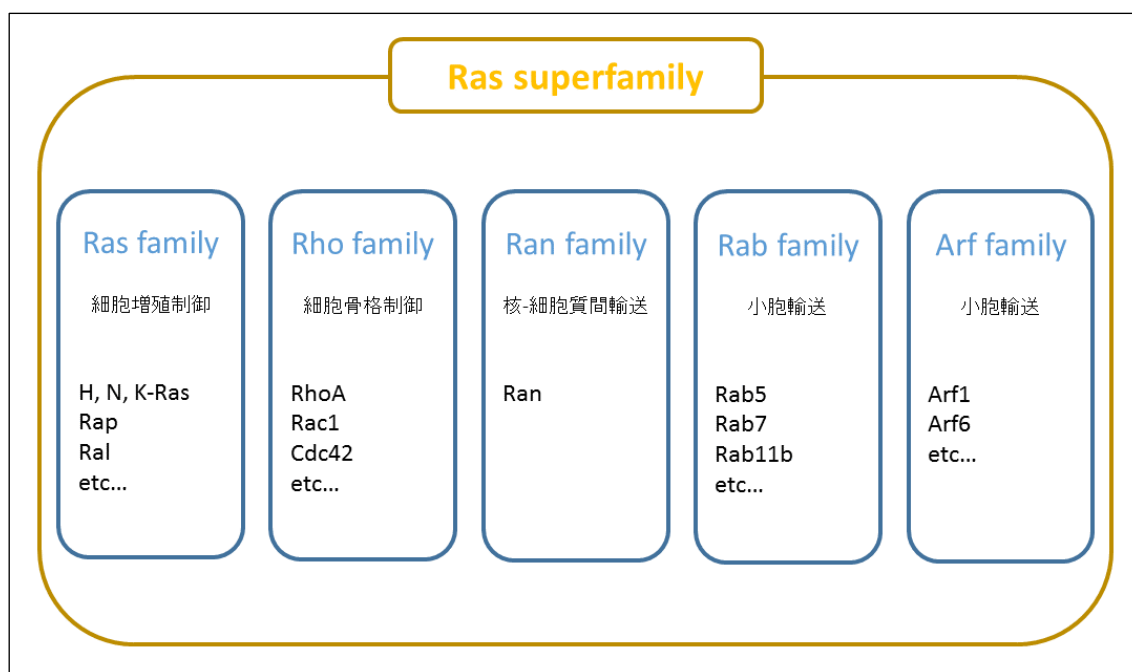 Ras superfamily
Ras family
細胞増殖制御
H, N, K-Ras
Rap
Ral
etc...
Rho family
細胞骨格制御
RhoA
Rac1
Cdc42
etc...
Ran family
核-細胞質間輸送
Ran
Rab family
小胞輸送
Rab5
Rab7
Rab11b
etc...
Arf family
小胞輸送
Arf1
Arf6
etc...